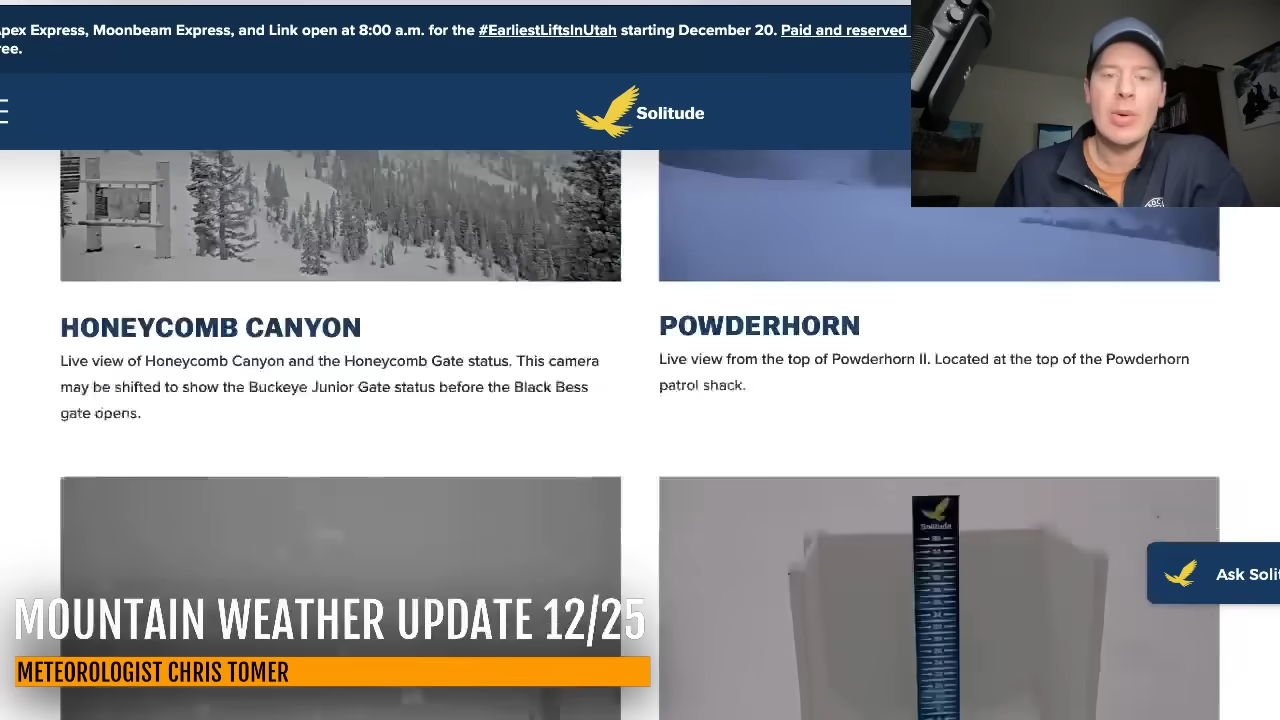 pex Express, Moonbeam Express, and Link open at 8:00 a.m. for the #EarliestLiftsInUtah starting December 20. Paid and reserved
ree.
Solitude
HONEYCOMB CANYON
Live view of Honeycomb Canyon and the Honeycomb Gate status. This camera
may be shifted to show the Buckeye Junior Gate status before the Black Bess
gate opens.
POWDERHORN
Live view from the top of Powderhorn II. Located at the top of the Powderhorn
patrol shack.
Solitude
Ask Soli
MOUNTAIN WEATHER UPDATE 12/25
METEOROLOGIST CHRIS TOMER